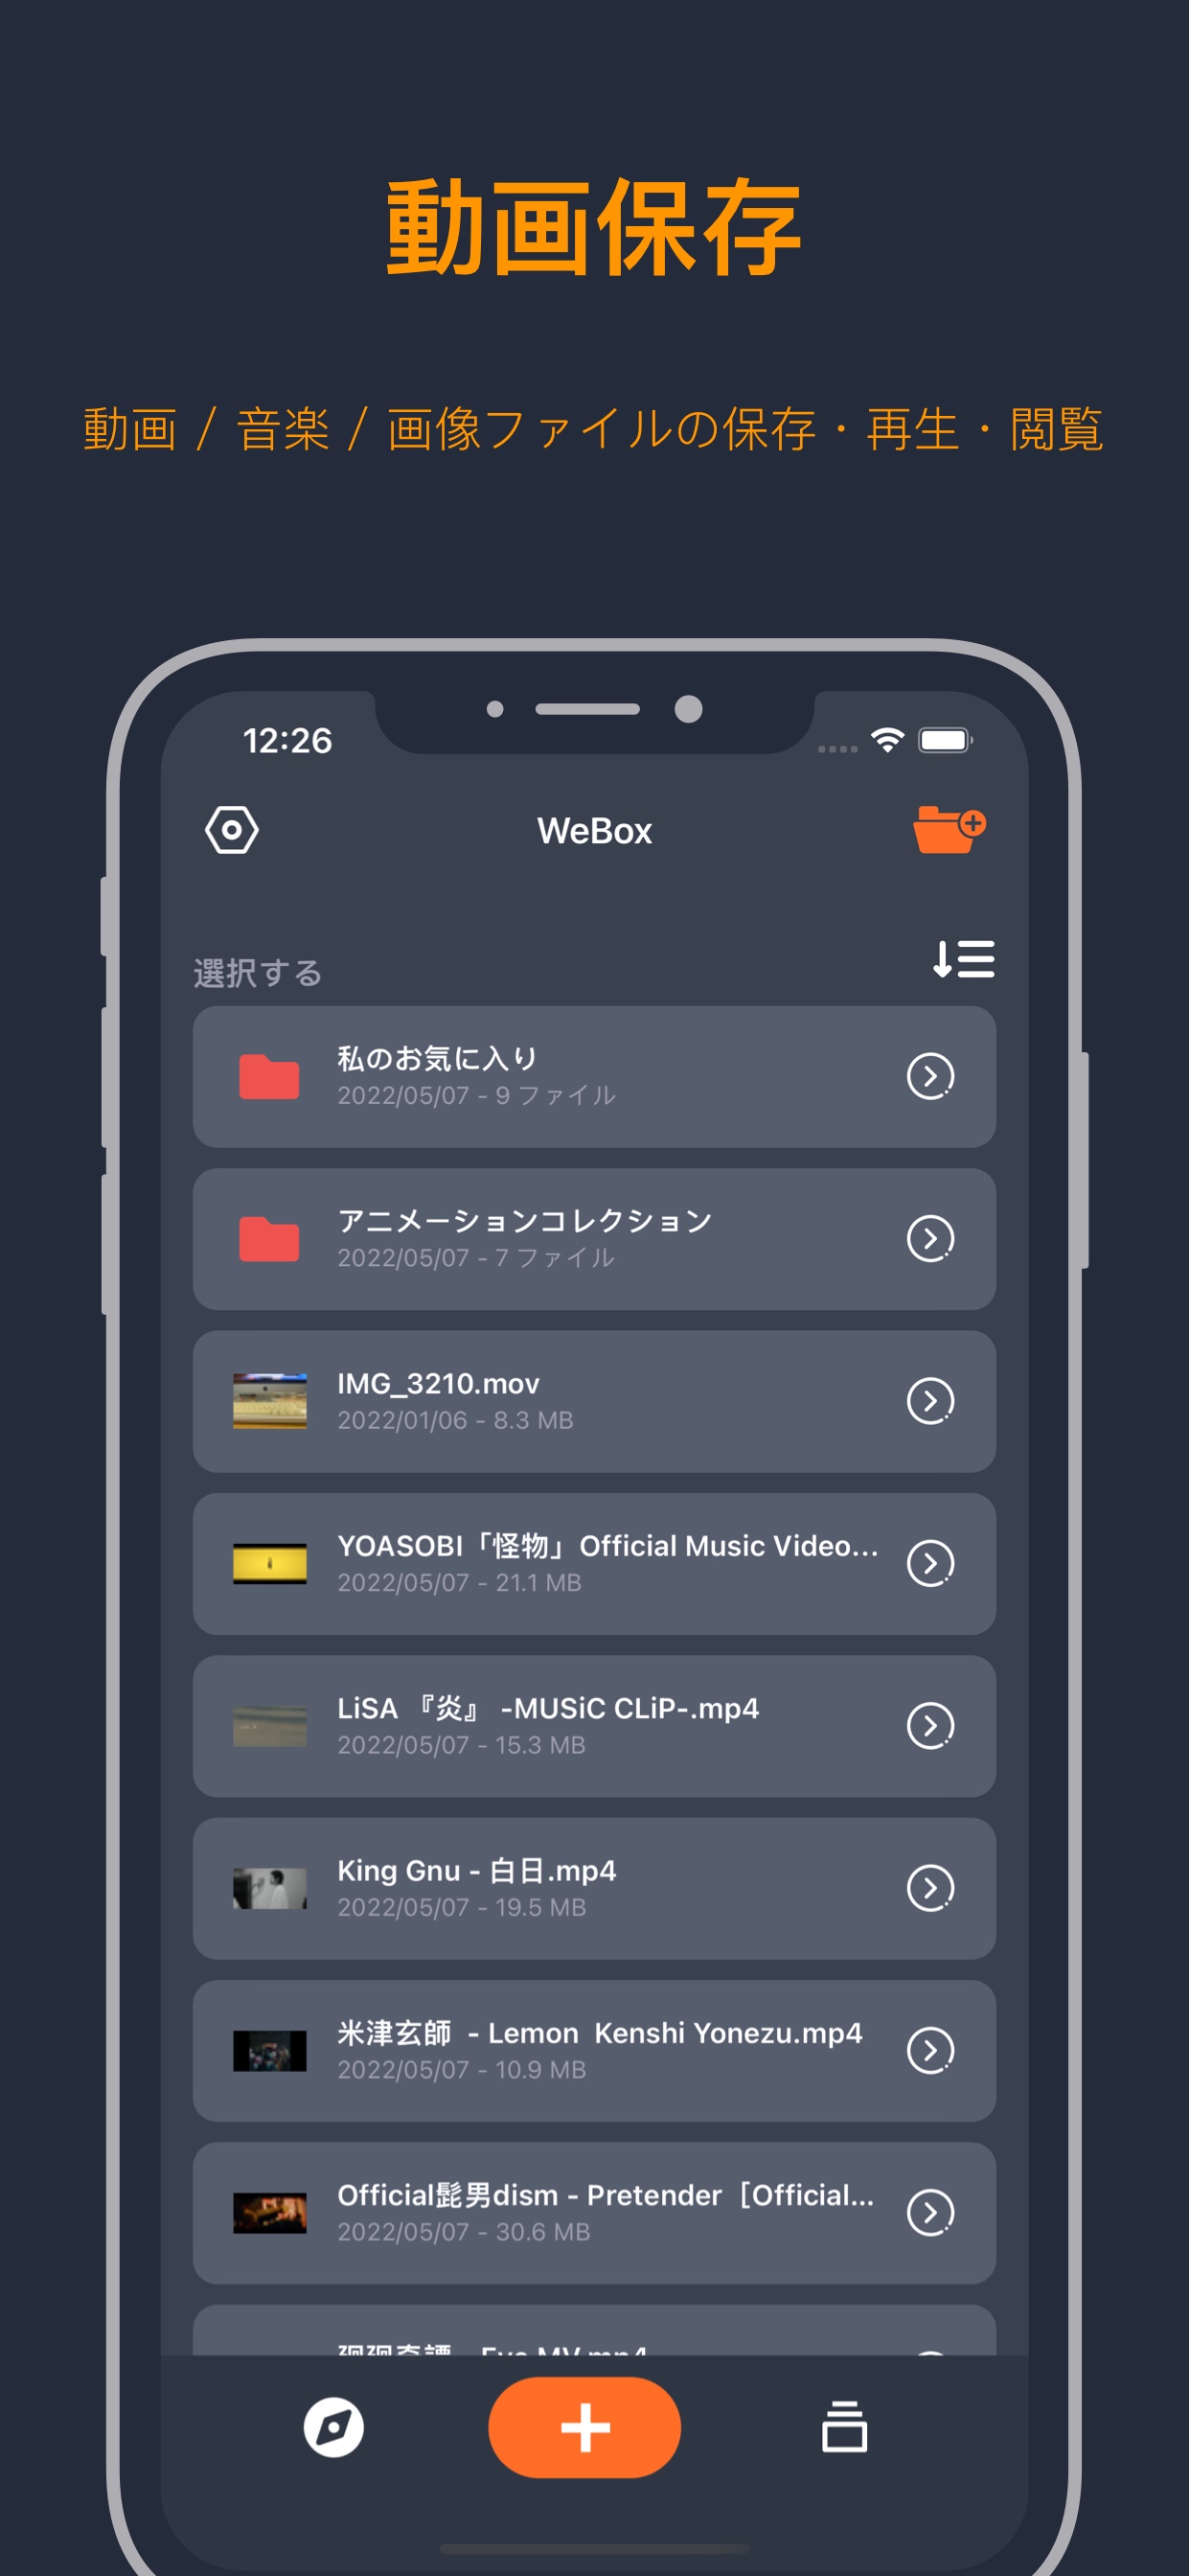 動画保存
動画 / 音楽 / 画像ファイルの保存・再生・閲覧
12:26
WeBox
選択する
私のお気に入り
2022/05/07 - 9 ファイル
アニメーションコレクション
2022/05/07 - 7 ファイル
IMG_3210.mov
2022/01/06 - 8.3 MB
YOASOBI「怪物」Official Music Video...
2022/05/07 - 21.1 MB
LiSA 『炎』 -MUSiC CLiP-.mp4
2022/05/07 - 15.3 MB
King Gnu - 白日.mp4
2022/05/07 - 19.5 MB
米津玄師 - Lemon Kenshi Yonezu.mp4
2022/05/07 - 10.9 MB
Official髭男dism - Pretender［Official...
2022/05/07 - 30.6 MB
廻廻奇譚 - Eve MV.mp4